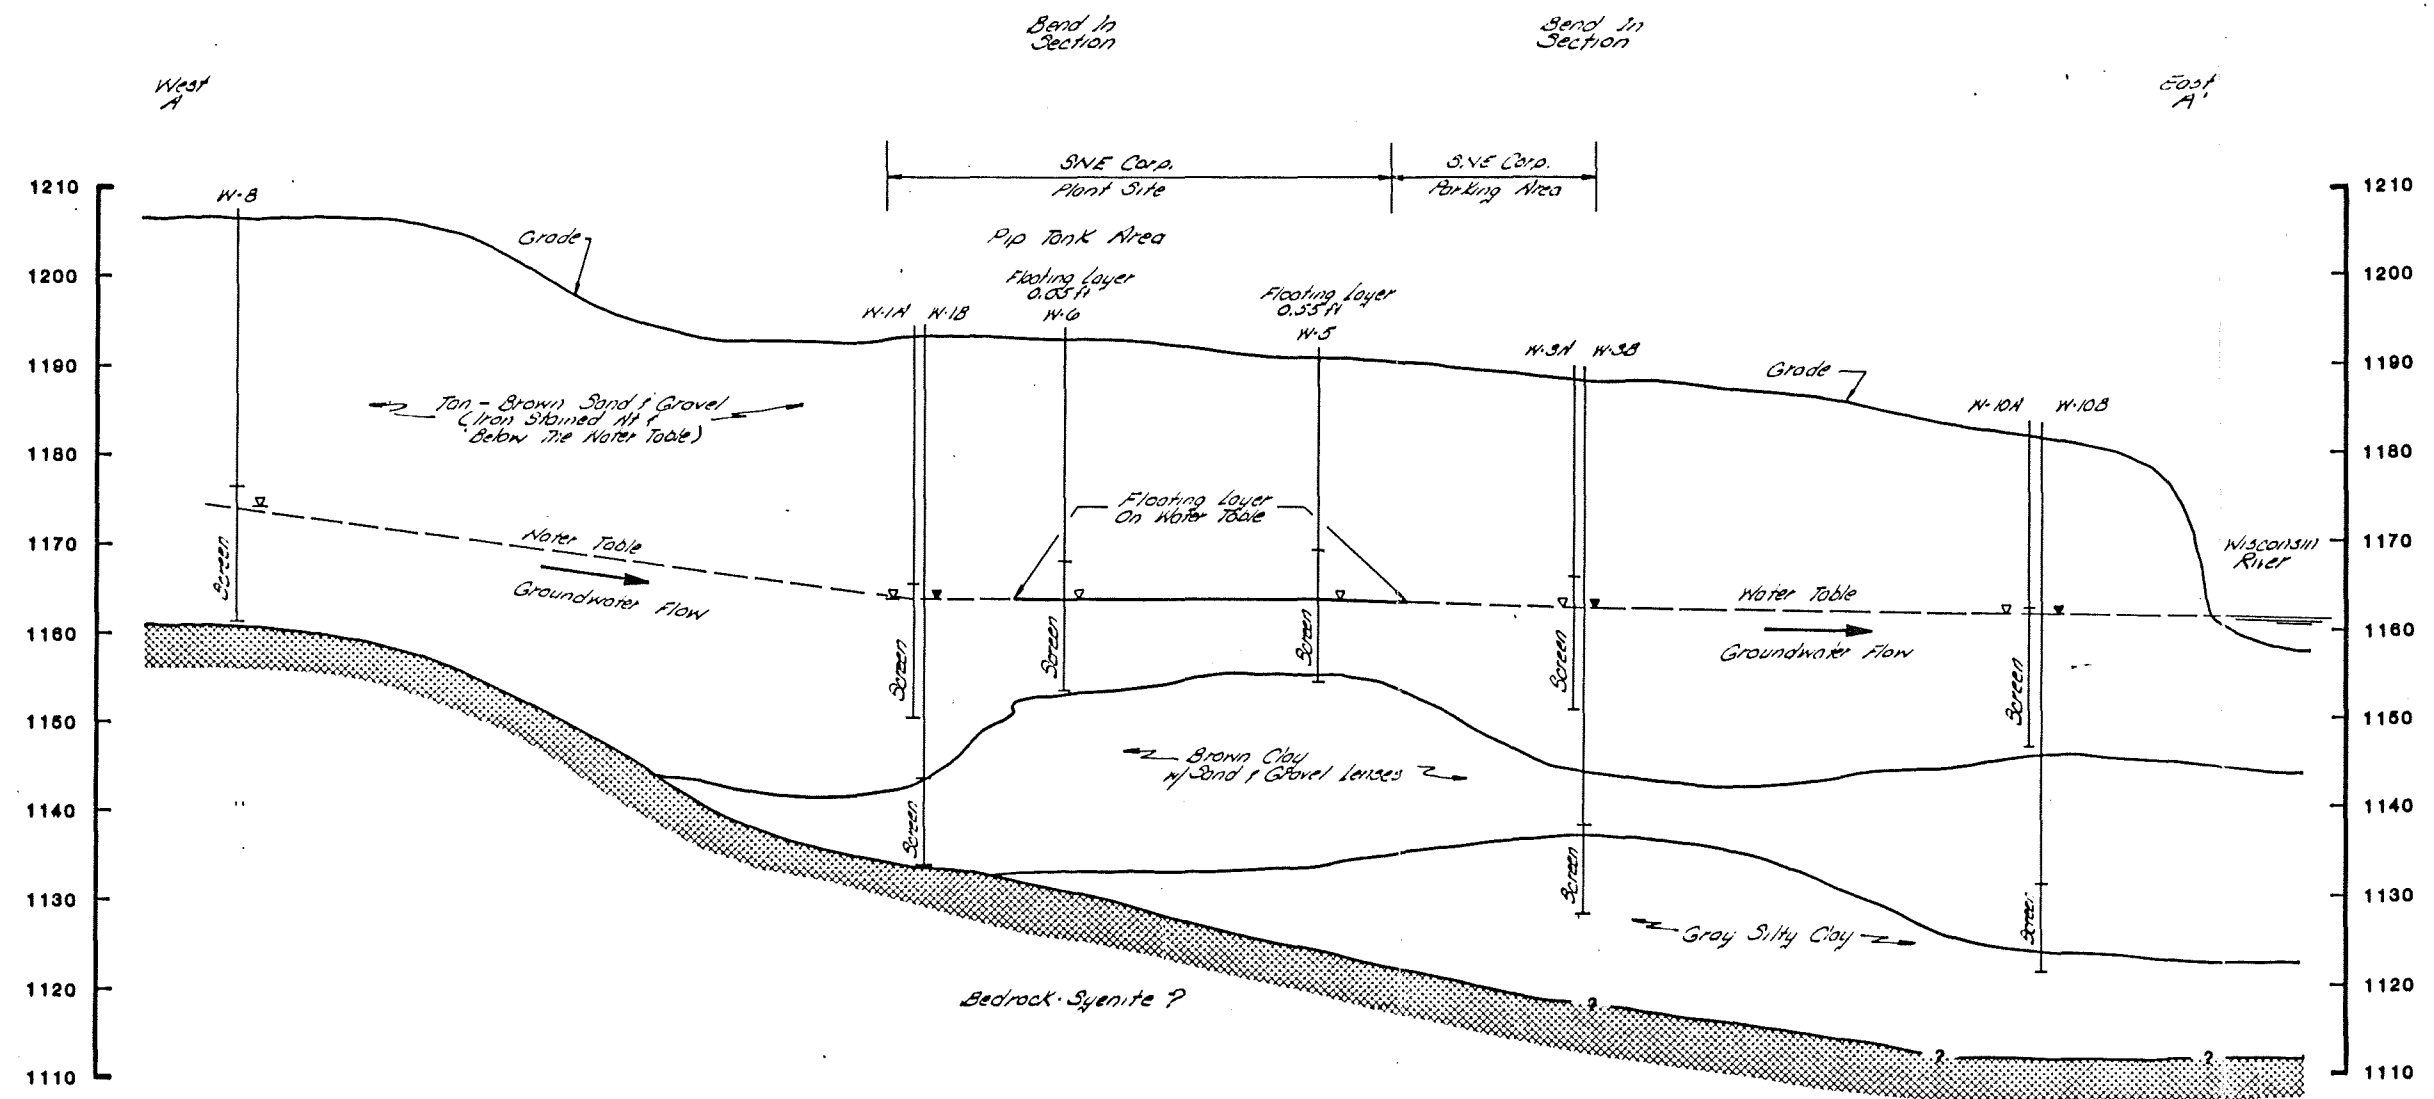 Bend In
Section
Bend In
Section
West
A
East
A'
SNE Corp.
Plant Site
SNE Corp.
Parking Area
1210
1210
W-8
Grade
Dip Tank Area
1200
1200
Floating Layer
0.05 ft
Floating Layer
0.55 ft
W-1A
W-1B
W-6
W-5
W-3A
W-3B
1190
1190
Grade
Tan - Brown Sand & Gravel
(Iron Stained At &
Below The Water Table)
W-10A
W-10B
1180
1180
Floating Layer
On Water Table
1170
1170
Water Table
Groundwater Flow
Screen
Wisconsin
River
Water Table
Groundwater Flow
1160
1160
Screen
Screen
Screen
Screen
Screen
1150
1150
Brown Clay
w/ Sand & Gravel Lenses
1140
1140
Screen
Screen
1130
1130
Screen
Gray Silty Clay
1120
1120
Bedrock - Syenite ?
?
?
?
1110
1110